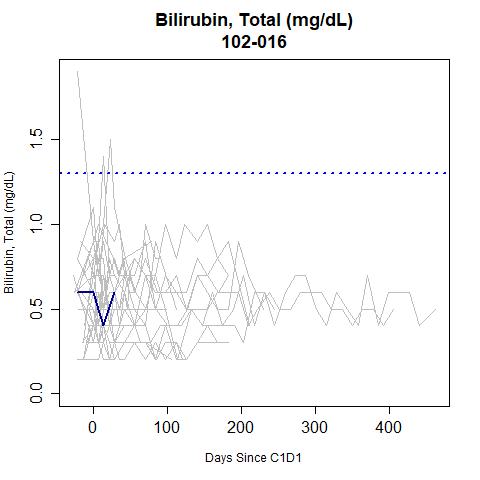 Bilirubin, Total (mg/dL)
102-016
Bilirubin, Total (mg/dL)
1.5
1.0
0.5
0.0
0 100 200 300 400
Days Since C1D1